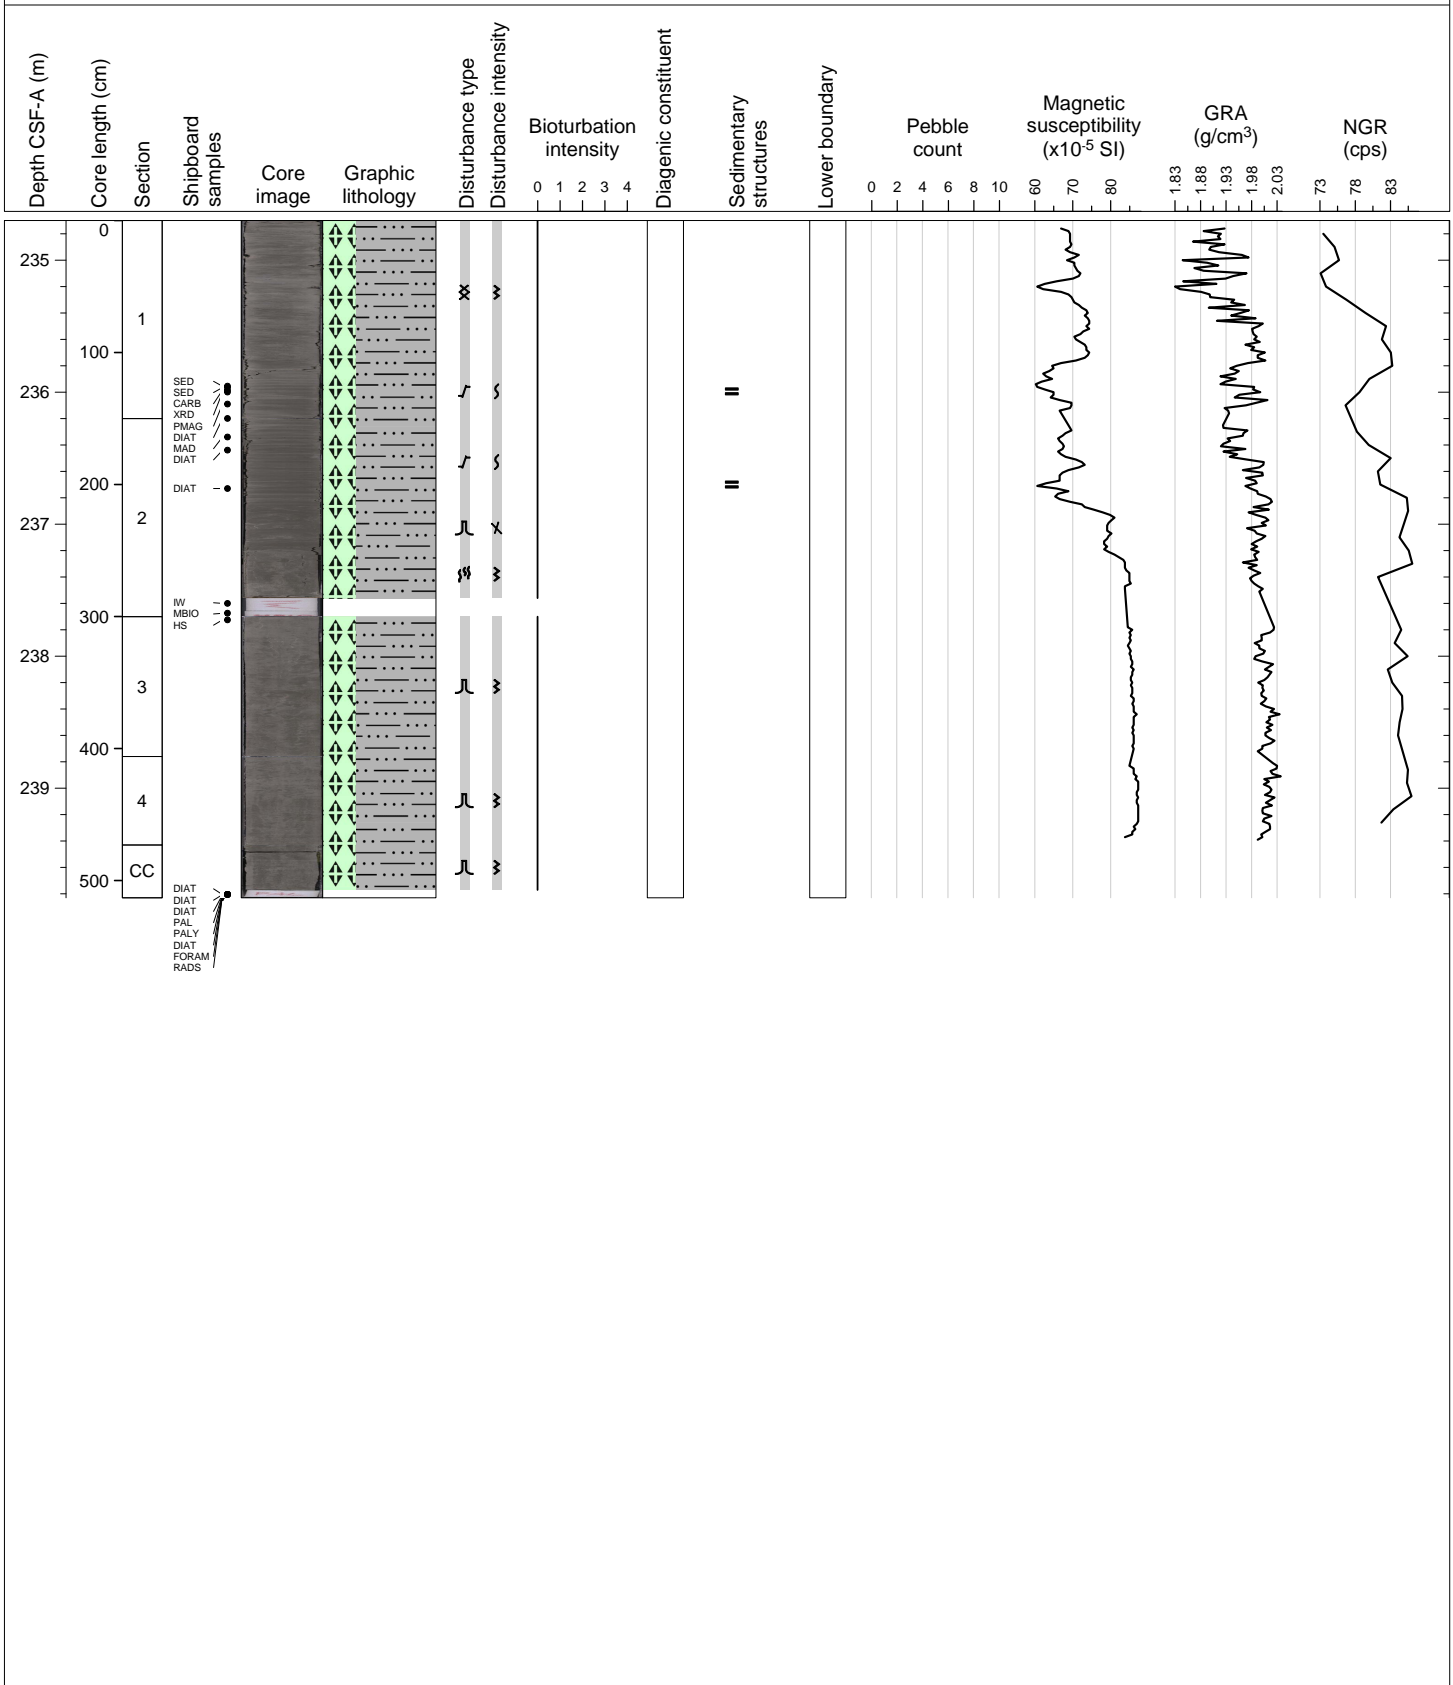 Depth CSF-A (m)
Core length (cm)
Section
Shipboard
samples
Core
image
Graphic
lithology
Disturbance type
Disturbance intensity
Bioturbation
intensity
0 1 2 3 4
Diagenic constituent
Sedimentary
structures
Lower boundary
Pebble
count
0 2 4 6 8 10
Magnetic
susceptibility
(x10-5 SI)
60 70 80
GRA
(g/cm3)
1.83 1.88 1.93 1.98 2.03
NGR
(cps)
73 78 83
0
235
1
100
SED
SED
236
CARB
XRD
PMAG
DIAT
MAD
DIAT
200
DIAT
2
237
IW
MBIO
300
HS
238
3
400
239
4
CC
500
DIAT
DIAT
DIAT
PAL
PALY
DIAT
FORAM
RADS